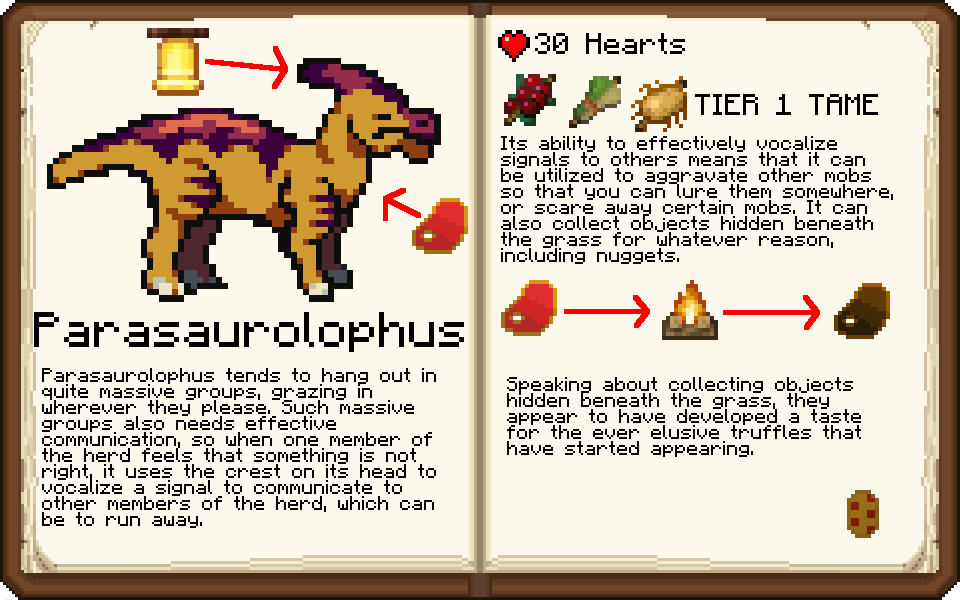 Parasaurolophus
Parasaurolophus tends to hang out in
quite massive groups, grazing in
wherever they please. Such massive
groups also needs effective
communication, so when one member of
the herd feels that something is not
right, it uses the crest on its head to
vocalize a signal to communicate to
other members of the herd, which can
be to run away.
30 Hearts
TIER 1 TAME
Its ability to effectively vocalize
signals to others means that it can
be utilized to aggravate other mobs
so that you can lure them somewhere,
or scare away certain mobs. It can
also collect objects hidden beneath
the grass for whatever reason,
including nuggets.
Speaking about collecting objects
hidden beneath the grass, they
appear to have developed a taste
for the ever elusive truffles that
have started appearing.